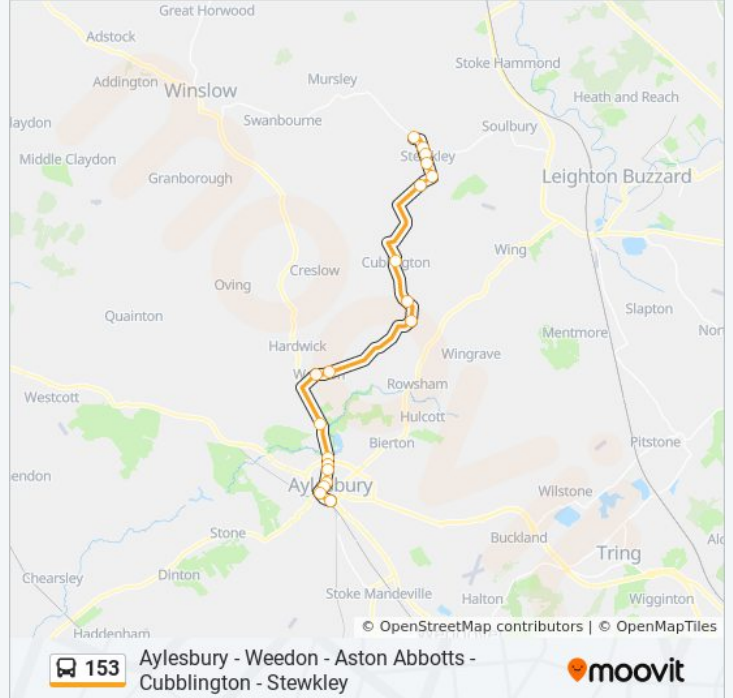 Great Horwood
Adstock
Stoke Hammond
Addington
Mursley
Winslow
Heath and Reach
Swanbourne
laydon
Soulbury
Stewkley
Middle Claydon
Granborough
Leighton Buzzard
Wing
Cublington
Creslow
Oving
Slapton
Quainton
Nor
Mentmore
Hardwick
Wingrave
Rowsham
Westcott
Hulcott
Bierton
Pitstone
endon
Aylesbury
Wilstone
Stone
Buckland
Tring
Chearsley
Dinton
Stoke Mandeville
Halton
Wigginton
Haddenham
© OpenStreetMap contributors | © OpenMapTiles
153
Aylesbury - Weedon - Aston Abbotts -
Cubblington - Stewkley
moovit